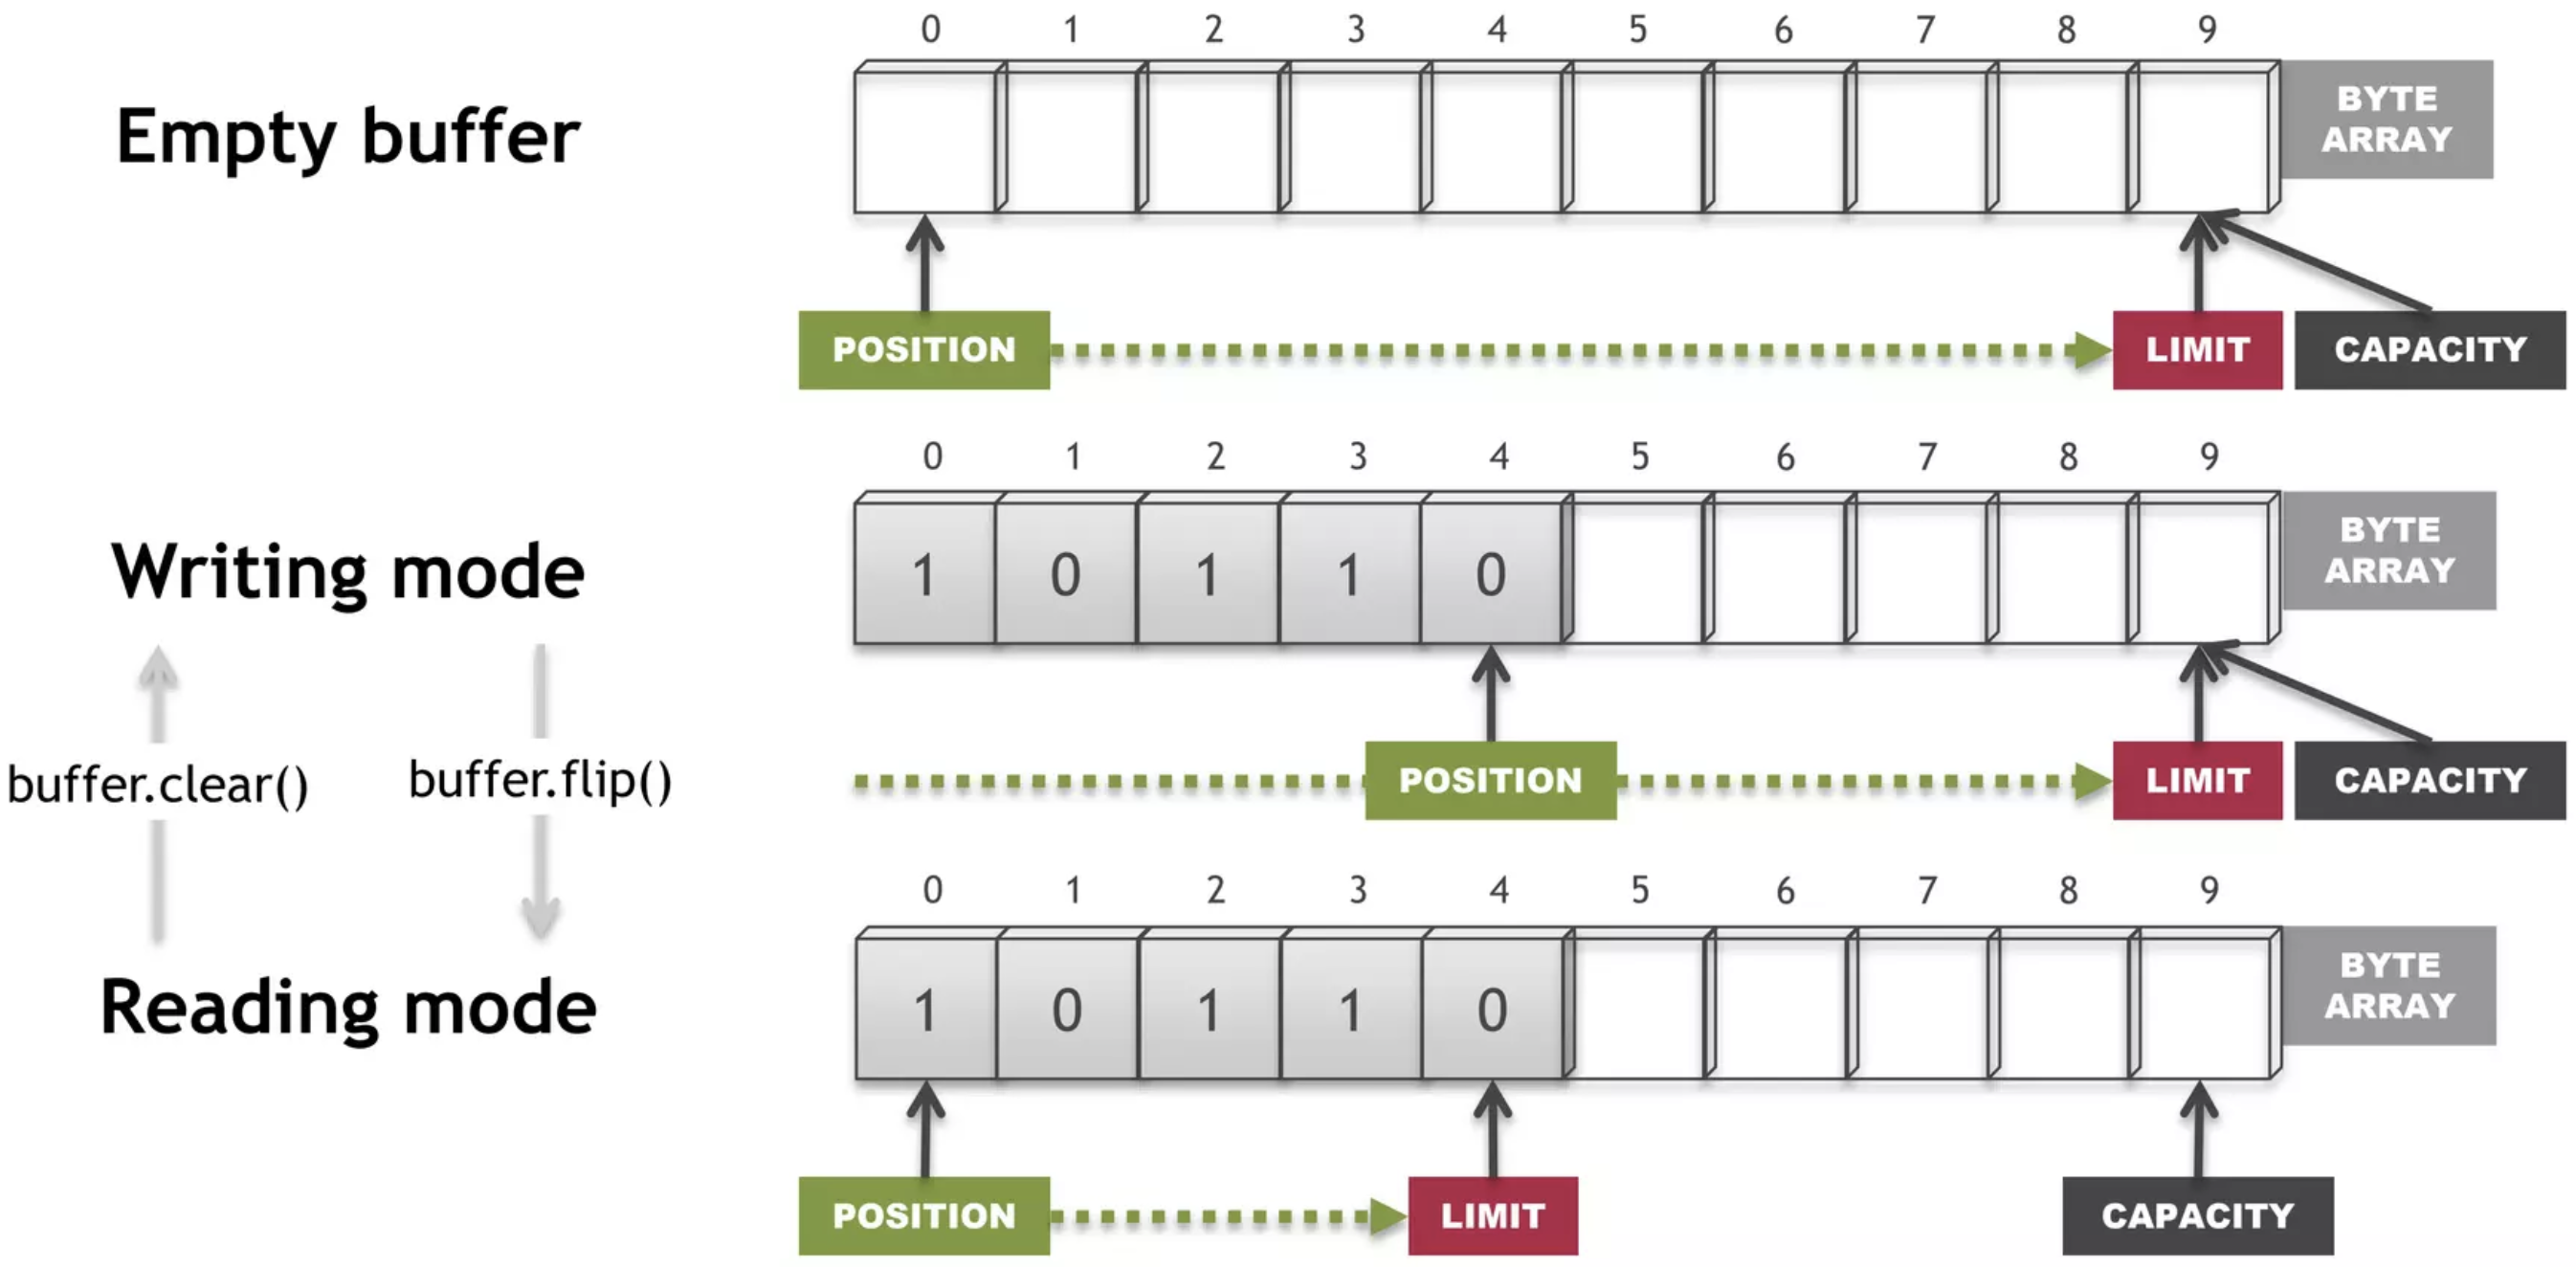 0 1 2 3 4 5 6 7 8 9
Empty buffer
BYTE
ARRAY
POSITION LIMIT CAPACITY
0 1 2 3 4 5 6 7 8 9
Writing mode
1 0 1 1 0
BYTE
ARRAY
buffer.clear() buffer.flip()
POSITION LIMIT CAPACITY
0 1 2 3 4 5 6 7 8 9
Reading mode
1 0 1 1 0
BYTE
ARRAY
POSITION LIMIT CAPACITY